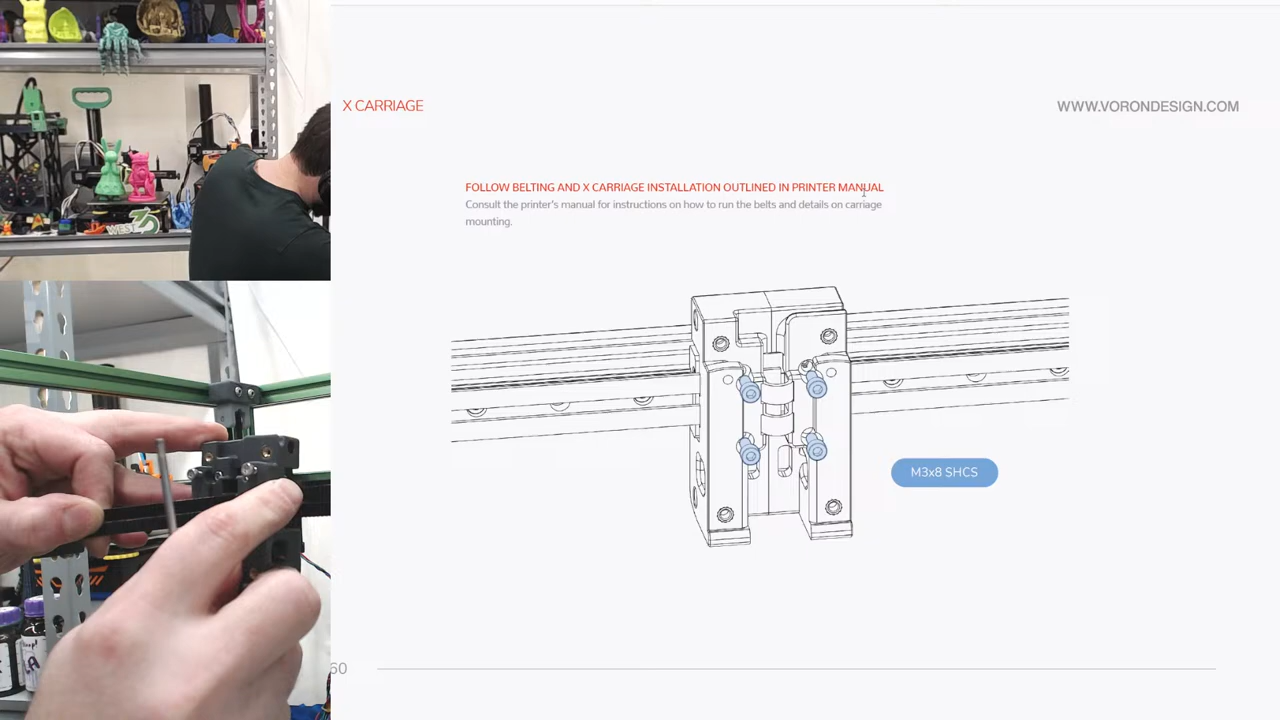 X CARRIAGE
WWW.VORONDESIGN.COM
FOLLOW BELTING AND X CARRIAGE INSTALLATION OUTLINED IN PRINTER MANUAL
Consult the printer's manual for instructions on how to run the belts and details on carriage
mounting.
M3x8 SHCS
60
WEST3D